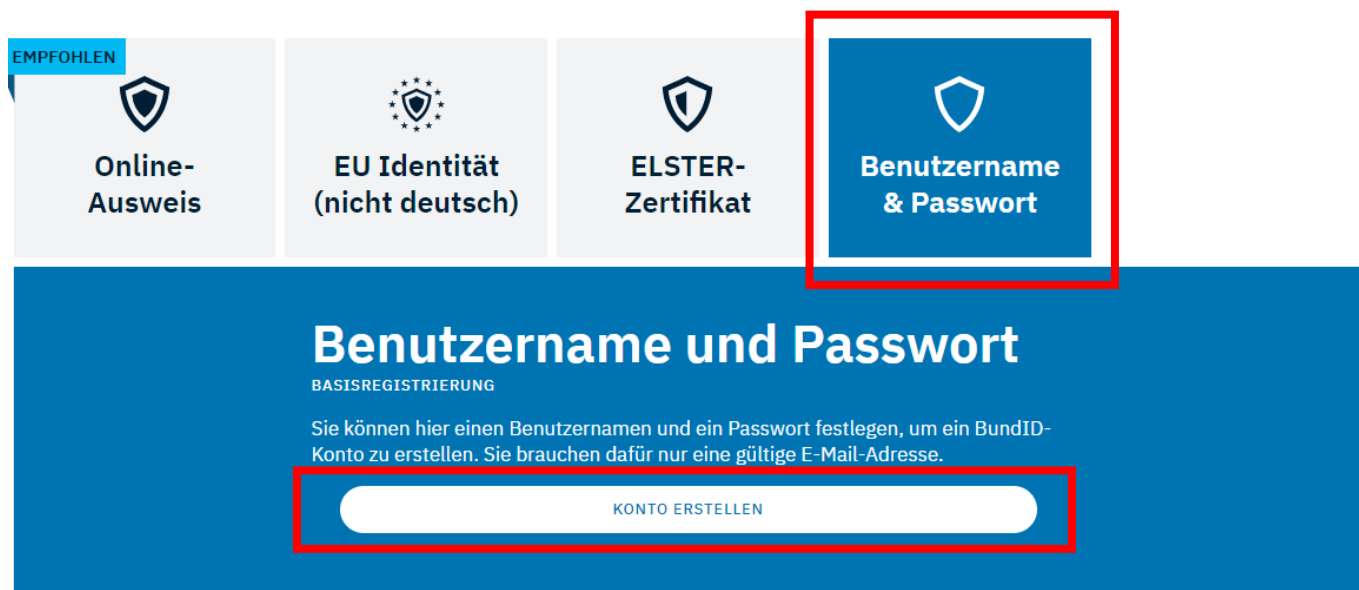 EMPFOHLEN
Online-
Ausweis
EU Identität
(nicht deutsch)
ELSTER-
Zertifikat
Benutzername
& Passwort
Benutzername und Passwort
BASISREGISTRIERUNG
Sie können hier einen Benutzernamen und ein Passwort festlegen, um ein BundID-
Konto zu erstellen. Sie brauchen dafür nur eine gültige E-Mail-Adresse.
KONTO ERSTELLEN